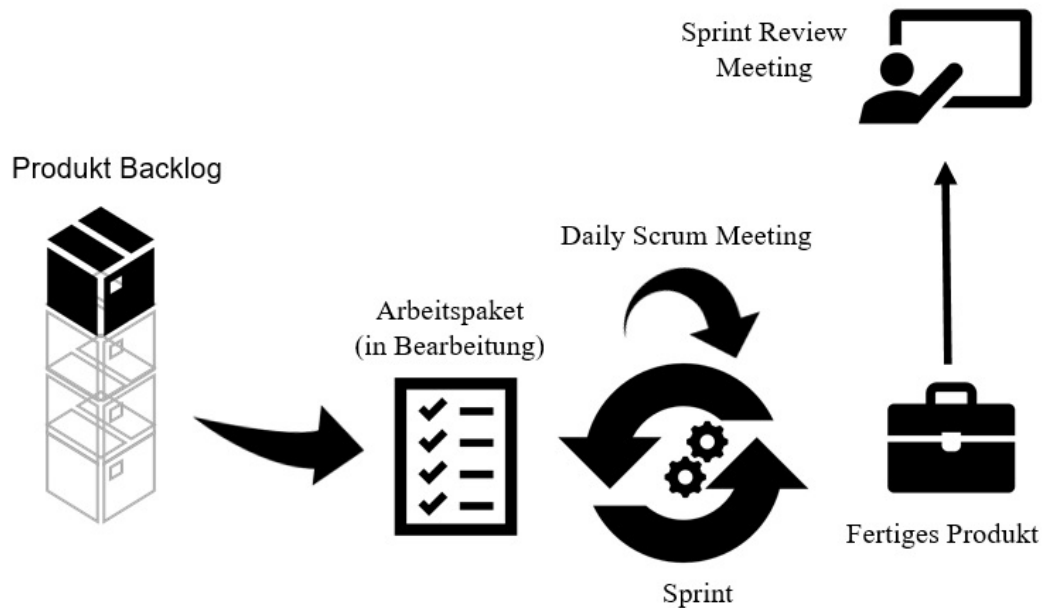 Sprint Review
Meeting
Produkt Backlog
Daily Scrum Meeting
Arbeitspaket
(in Bearbeitung)
Fertiges Produkt
Sprint